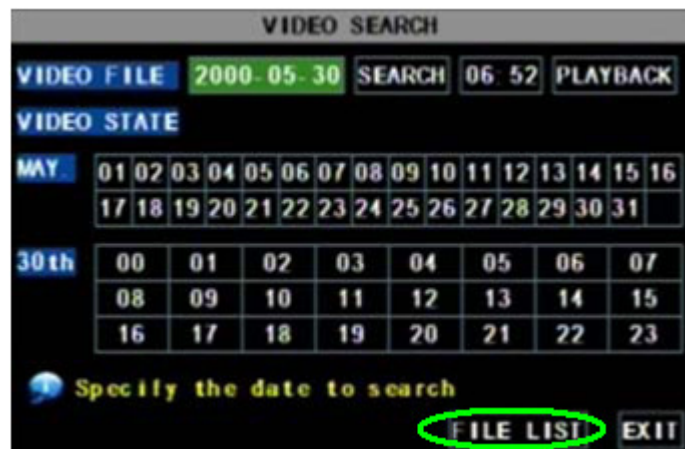 VIDEO SEARCH
VIDEO FILE 2000-05-30 SEARCH 06:52 PLAYBACK
VIDEO STATE
MAY. 01 02 03 04 05 06 07 08 09 10 11 12 13 14 15 16
17 18 19 20 21 22 23 24 25 26 27 28 29 30 31
30th 00 01 02 03 04 05 06 07
08 09 10 11 12 13 14 15
16 17 18 19 20 21 22 23
Specify the date to search
FILE LIST EXIT